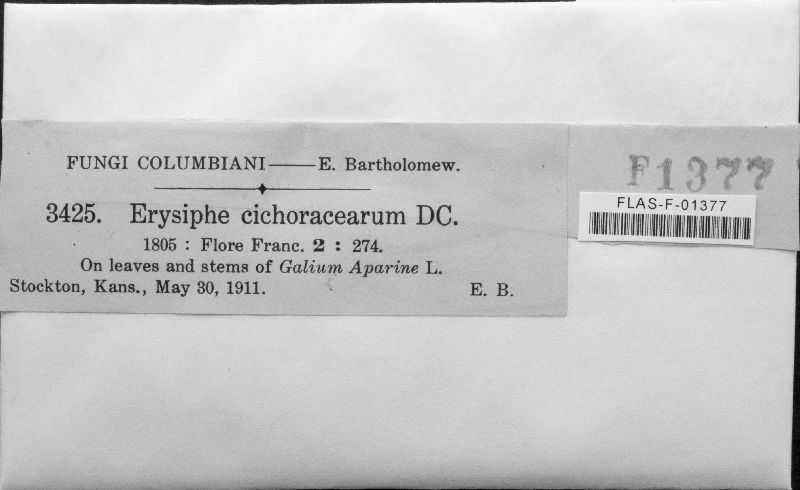 FUNGI COLUMBIANI—E. Bartholomew.
3425. Erysiphe cichoracearum DC.
1805 : Flore Franc. 2 : 274.
On leaves and stems of Galium Aparine L.
Stockton, Kans., May 30, 1911. E. B.
F1377
FLAS-F-01377